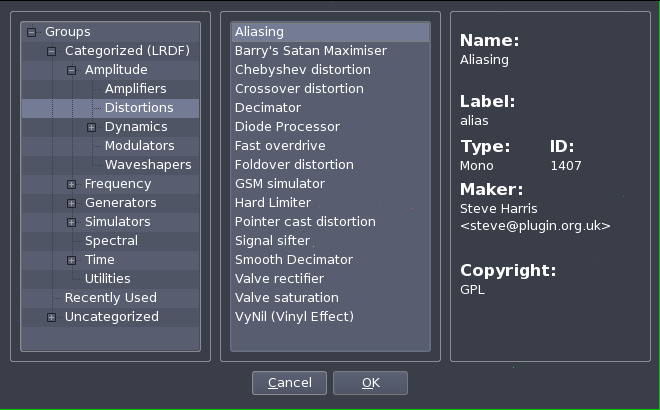 Groups
Categorized (LRDF)
Amplitude
Amplifiers
Distortions
Dynamics
Modulators
Waveshapers
Frequency
Generators
Simulators
Spectral
Time
Utilities
Recently Used
Uncategorized
Aliasing
Barry's Satan Maximiser
Chebyshev distortion
Crossover distortion
Decimator
Diode Processor
Fast overdrive
Foldover distortion
GSM simulator
Hard Limiter
Pointer cast distortion
Signal sifter
Smooth Decimator
Valve rectifier
Valve saturation
VyNil (Vinyl Effect)
Name:
Aliasing
Label:
alias
Type: ID:
Mono 1407
Maker:
Steve Harris
<steve@plugin.org.uk>
Copyright:
GPL
Cancel OK